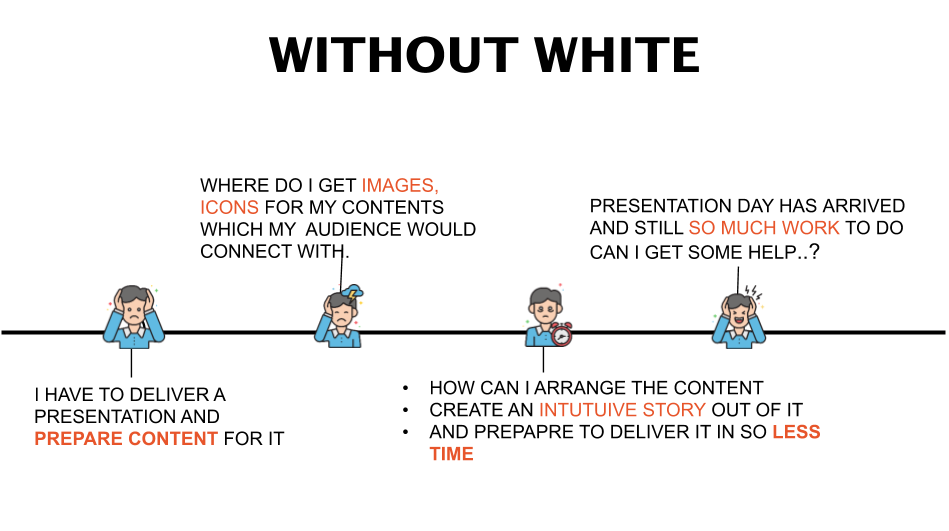 WITHOUT WHITE
WHERE DO I GET IMAGES,
ICONS FOR MY CONTENTS
WHICH MY AUDIENCE WOULD
CONNECT WITH.
PRESENTATION DAY HAS ARRIVED
AND STILL SO MUCH WORK TO DO
CAN I GET SOME HELP..?
I HAVE TO DELIVER A
PRESENTATION AND
PREPARE CONTENT FOR IT
• HOW CAN I ARRANGE THE CONTENT
• CREATE AN INTUTUIVE STORY OUT OF IT
• AND PREPAPRE TO DELIVER IT IN SO LESS
TIME